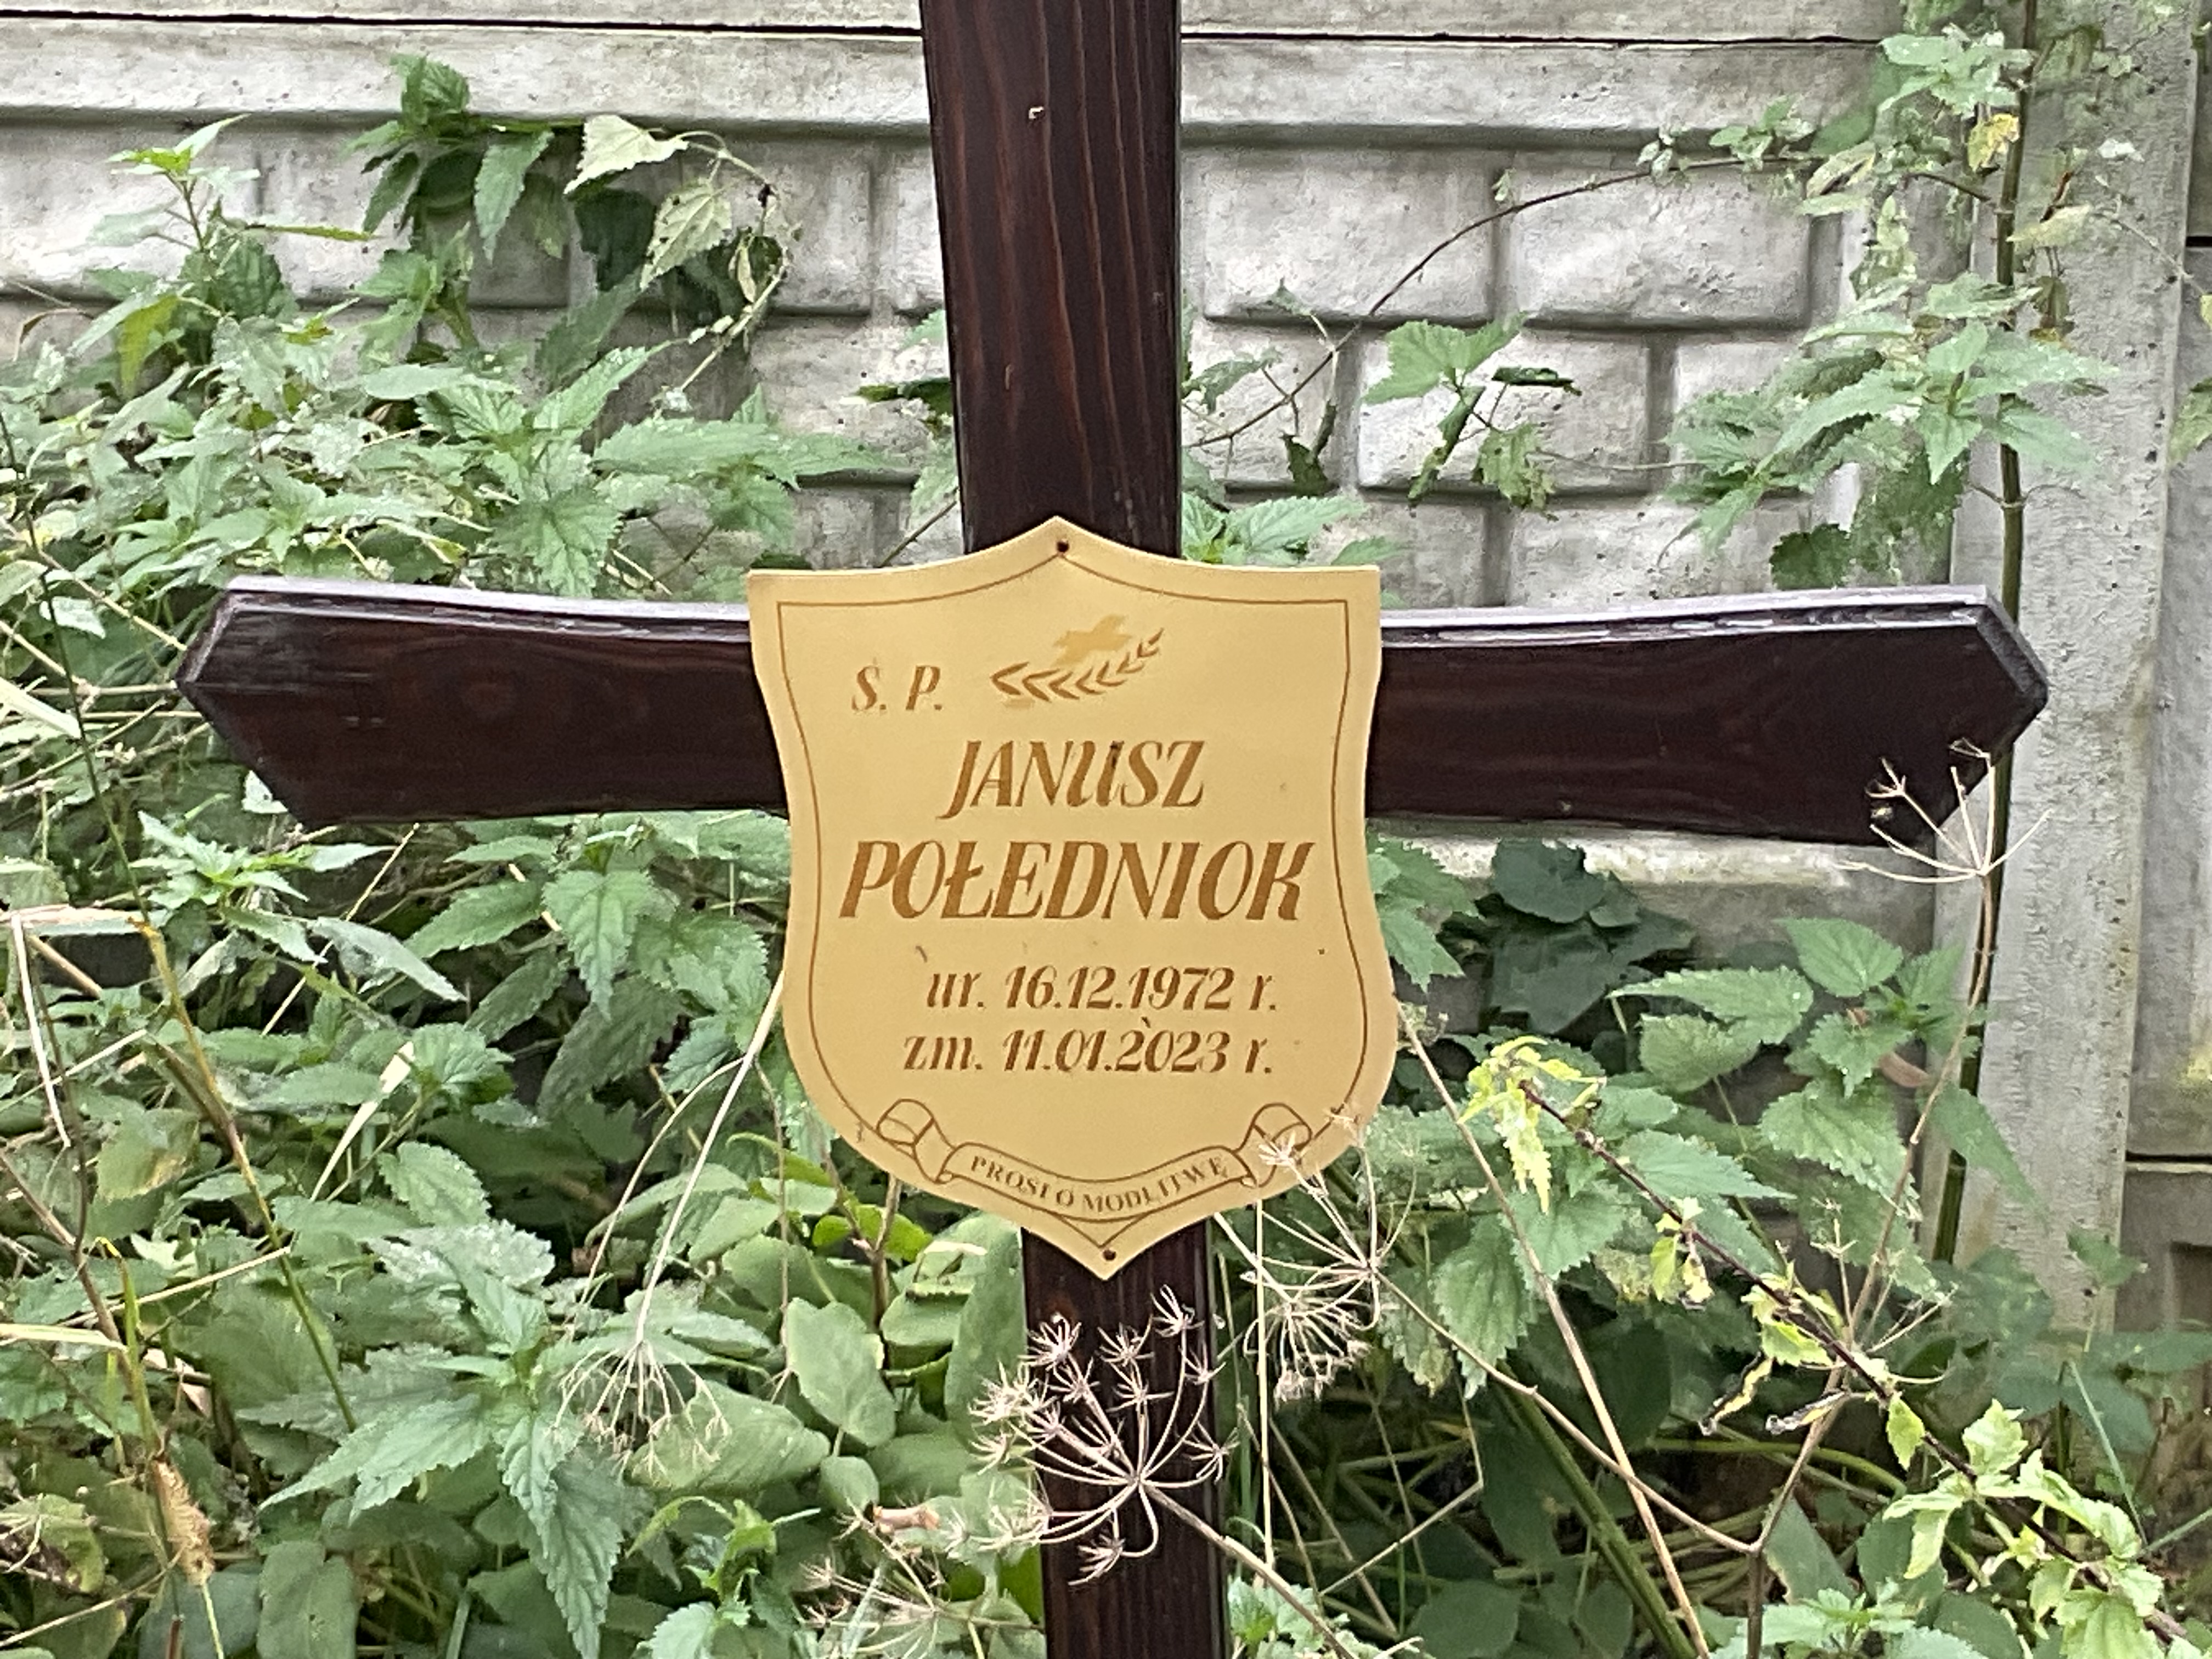 Ś. P.
JANUSZ
POŁEDNIOK
ur. 16.12.1972 r.
zm. 11.01.2023 r.
PROSI O MODLITWĘ